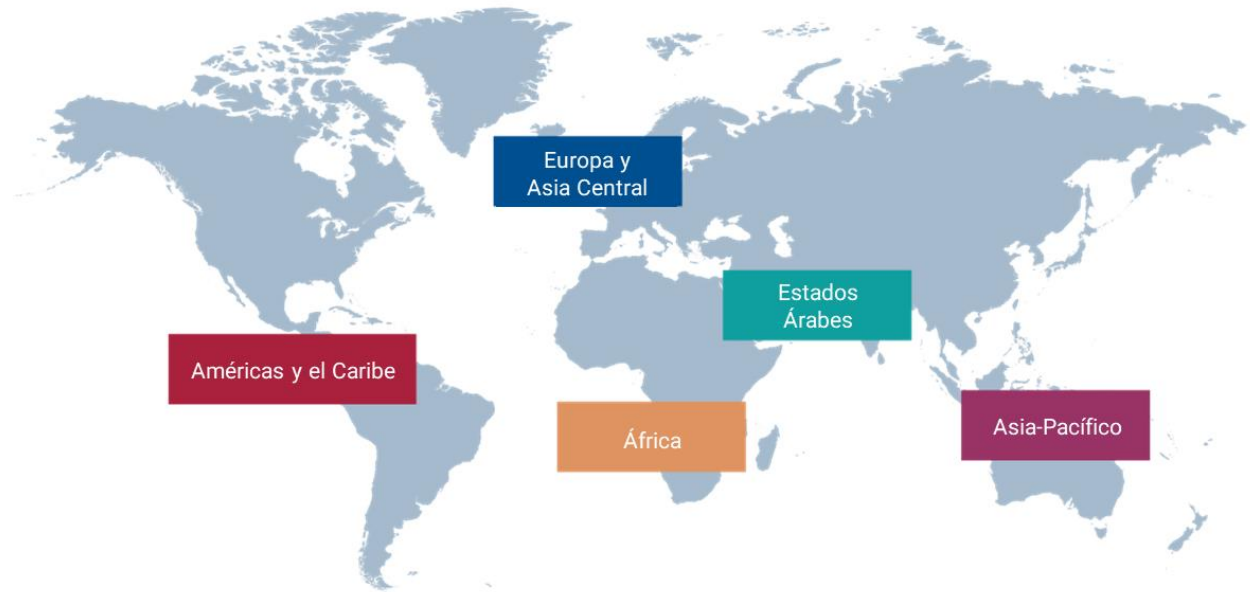 Europa y
Asia Central
Estados
Árabes
Américas y el Caribe
África
Asia-Pacífico